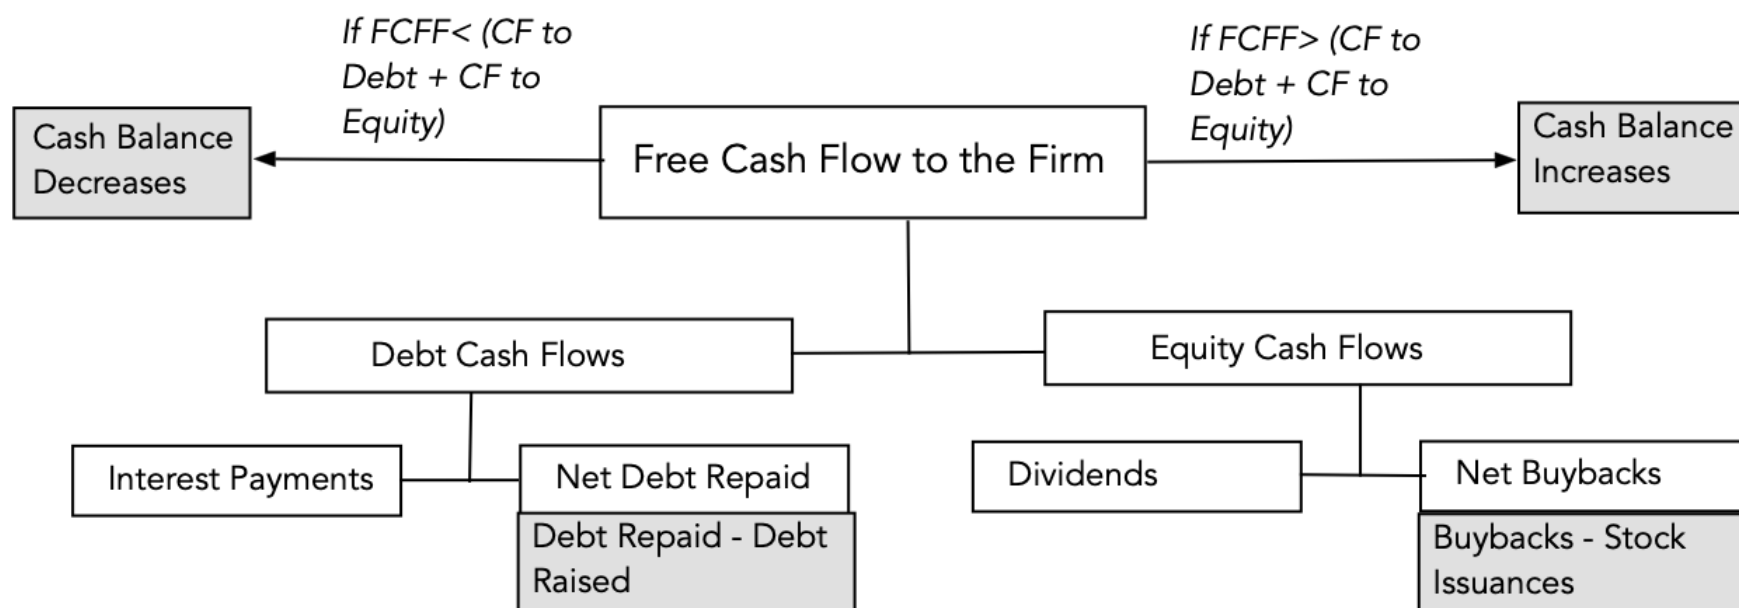 If FCFF< (CF to
Debt + CF to
Equity)
If FCFF> (CF to
Debt + CF to
Equity)
Cash Balance
Decreases
Free Cash Flow to the Firm
Cash Balance
Increases
Debt Cash Flows
Equity Cash Flows
Interest Payments
Net Debt Repaid
Dividends
Net Buybacks
Debt Repaid - Debt
Raised
Buybacks - Stock
Issuances